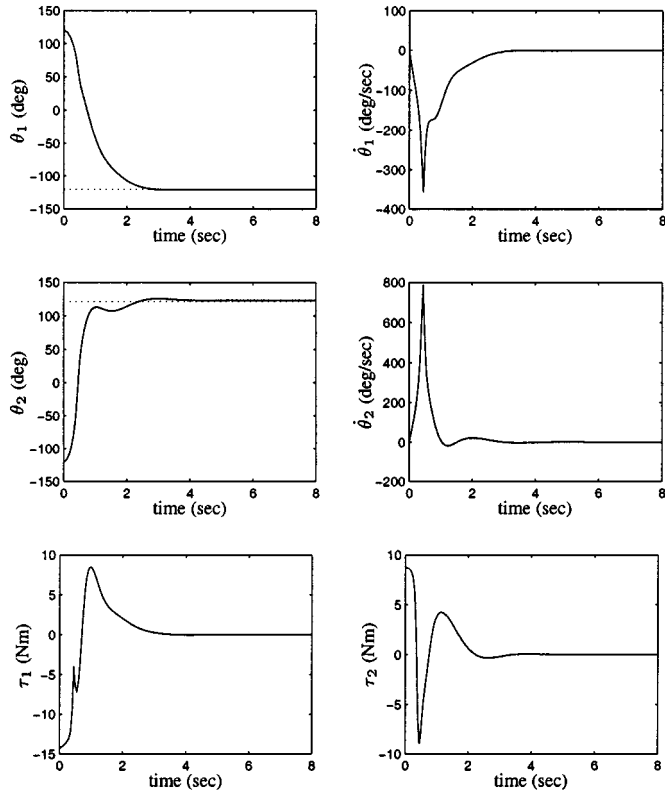 150
100
50
0
−50
−100
−150
θ₁ (deg)
0 2 4 6 8
time (sec)
100
0
−100
−200
−300
−400
θ̇₁ (deg/sec)
0 2 4 6 8
time (sec)
150
100
50
0
−50
−100
−150
θ₂ (deg)
0 2 4 6 8
time (sec)
800
600
400
200
0
−200
θ̇₂ (deg/sec)
0 2 4 6 8
time (sec)
10
5
0
−5
−10
−15
τ₁ (Nm)
0 2 4 6 8
time (sec)
10
5
0
−5
−10
τ₂ (Nm)
0 2 4 6 8
time (sec)